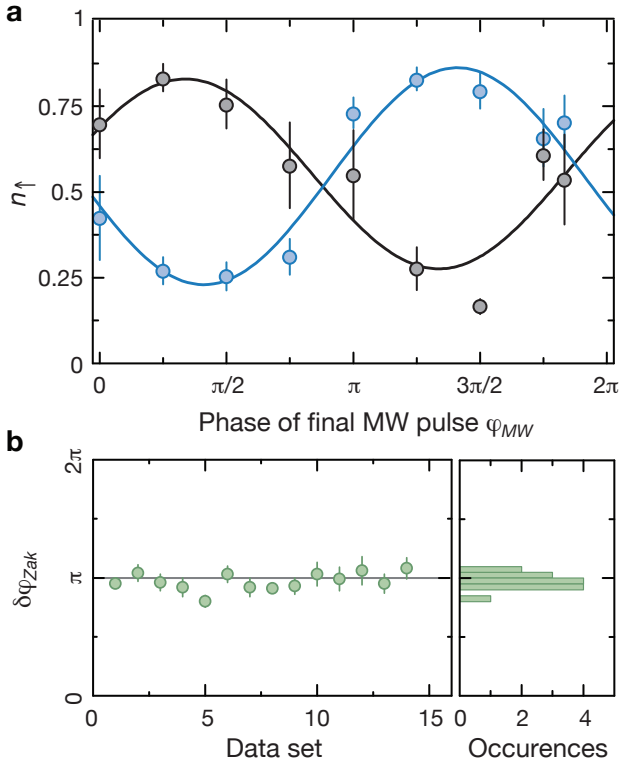 a
1
0.75
0.5
0.25
0
n↑
0 π/2 π 3π/2 2π
Phase of final MW pulse φMW
b
2π
π
0
δφZak
0 5 10 15
Data set
0 2 4
Occurences